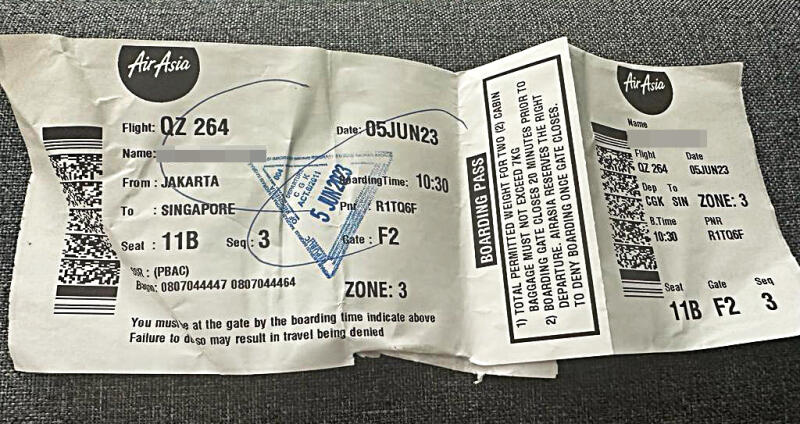 AirAsia
Flight: QZ 264 Date: 05JUN23
Name:
From : JAKARTA BoardingTime: 10:30
To : SINGAPORE Pnr : R1TQ6F
Seat : 11B Seq : 3 Gate : F2
SSR : (PBAC)
Bagno: 0807044447 0807044464
ZONE: 3
You must be at the gate by the boarding time indicate above
Failure to do so may result in travel being denied
CGK
5 JUN 2023
BOARDING PASS
1) TOTAL PERMITTED WEIGHT FOR TWO (2) CABIN
BAGGAGE MUST NOT EXCEED 7KG
2) BOARDING GATE CLOSES 20 MINUTES PRIOR TO
DEPARTURE. AIRASIA RESERVES THE RIGHT
TO DENY BOARDING ONCE GATE CLOSES.
AirAsia
Name
Flight Date
QZ 264 05JUN23
Dep To
CGK SIN ZONE: 3
B.Time PNR
10:30 R1TQ6F
Seat Gate Seq
11B F2 3